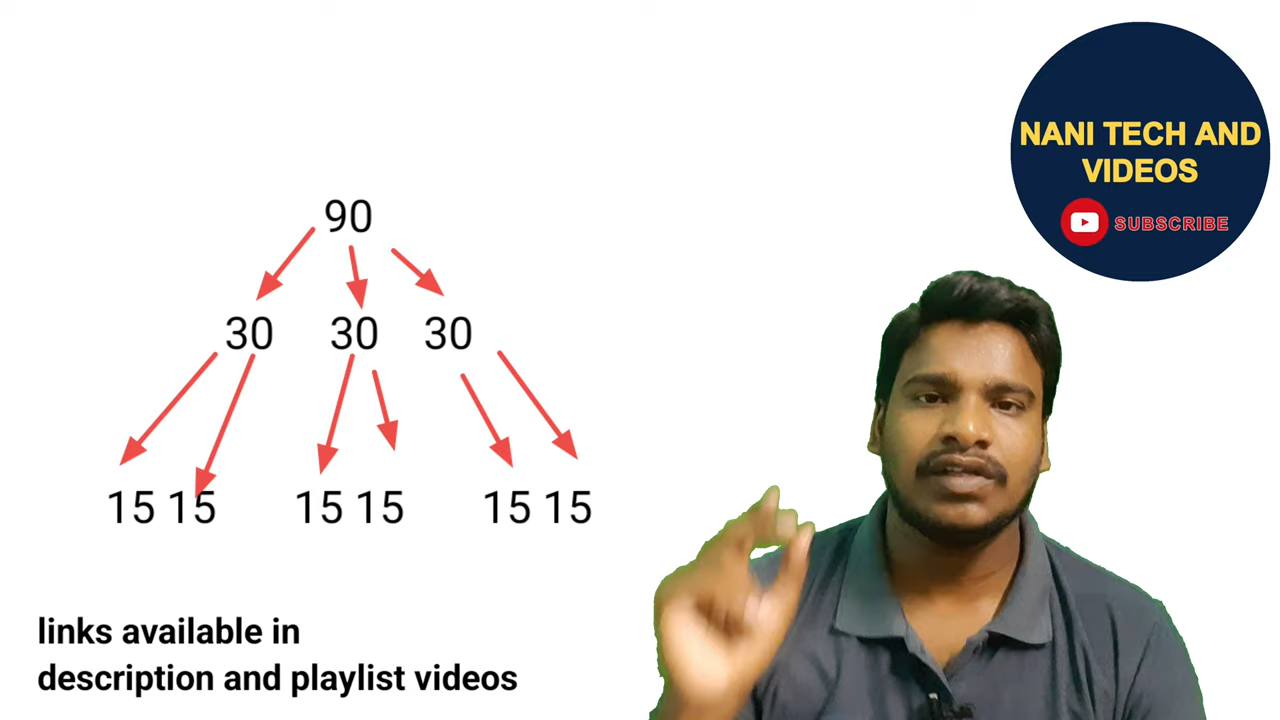 NANI TECH AND
VIDEOS
SUBSCRIBE
90
30 30 30
15 15 15 15 15 15
links available in
description and playlist videos